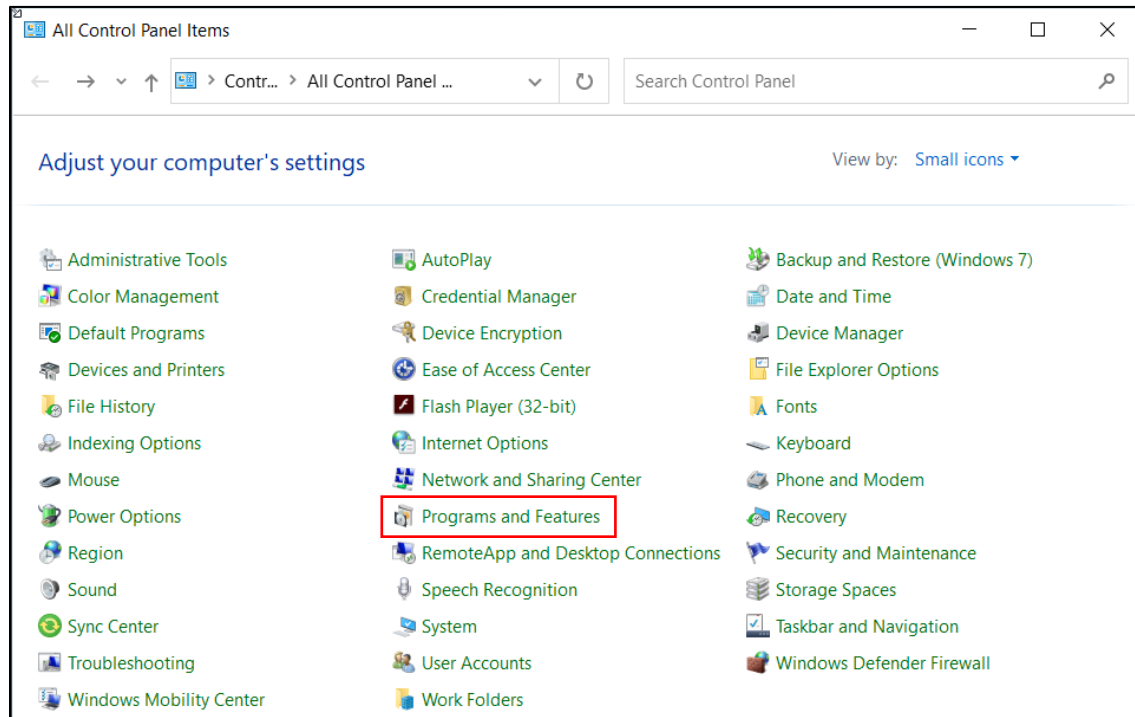 All Control Panel Items
Contr... All Control Panel ... Search Control Panel
Adjust your computer's settings View by: Small icons
Administrative Tools AutoPlay Backup and Restore (Windows 7)
Color Management Credential Manager Date and Time
Default Programs Device Encryption Device Manager
Devices and Printers Ease of Access Center File Explorer Options
File History Flash Player (32-bit) Fonts
Indexing Options Internet Options Keyboard
Mouse Network and Sharing Center Phone and Modem
Power Options Programs and Features Recovery
Region RemoteApp and Desktop Connections Security and Maintenance
Sound Speech Recognition Storage Spaces
Sync Center System Taskbar and Navigation
Troubleshooting User Accounts Windows Defender Firewall
Windows Mobility Center Work Folders